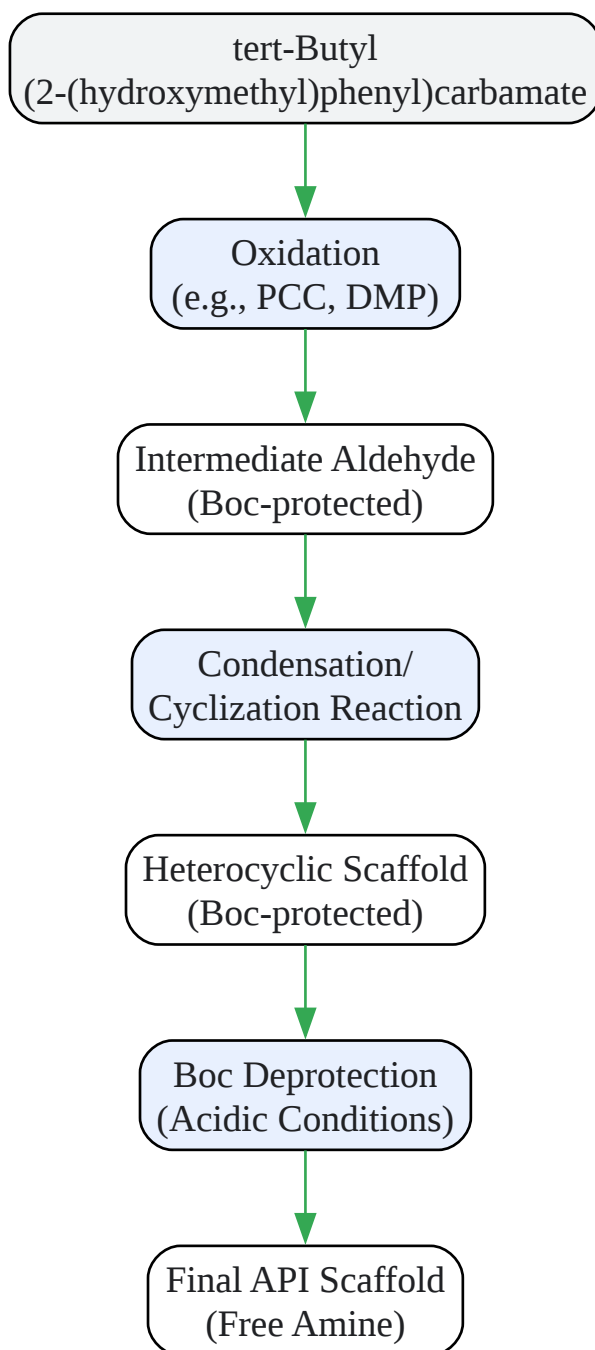 tert-Butyl
(2-(hydroxymethyl)phenyl)carbamate
Oxidation
(e.g., PCC, DMP)
Intermediate Aldehyde
(Boc-protected)
Condensation/
Cyclization Reaction
Heterocyclic Scaffold
(Boc-protected)
Boc Deprotection
(Acidic Conditions)
Final API Scaffold
(Free Amine)